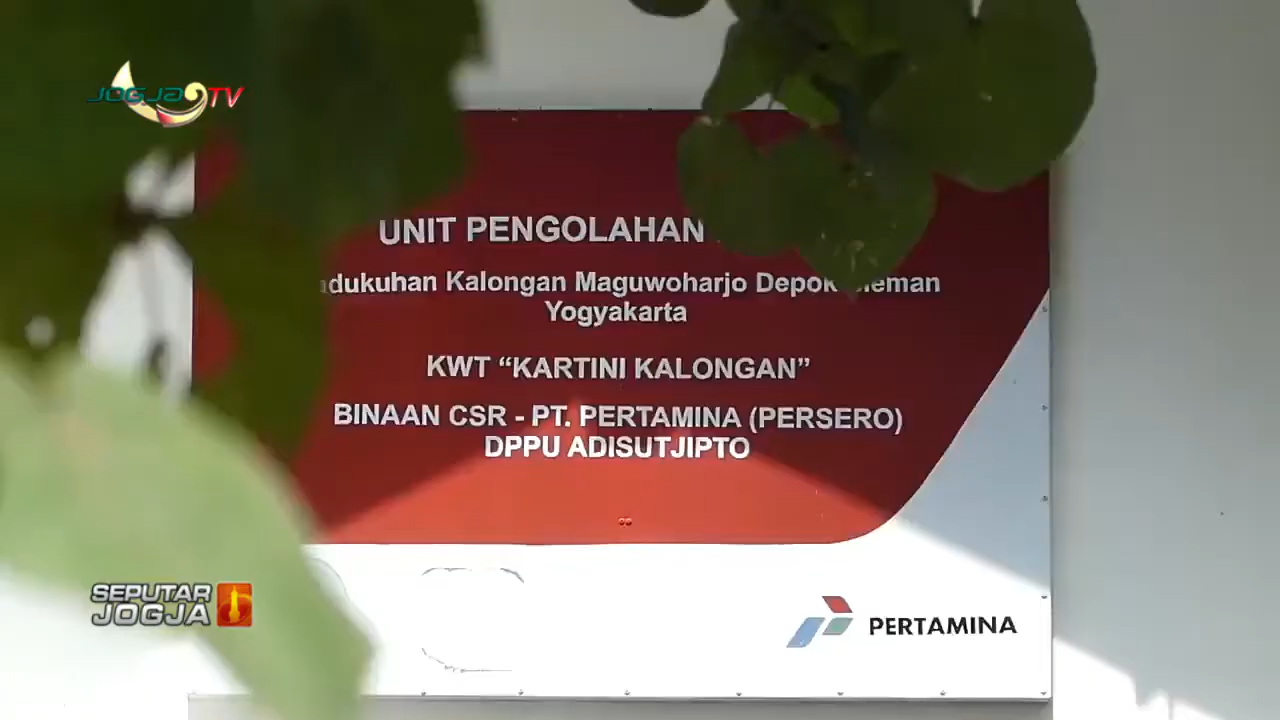 JOGJA TV
UNIT PENGOLAHAN
Kalongan Maguwoharjo Depok
Yogyakarta
KWT “KARTINI KALONGAN”
BINAAN CSR - PT. PERTAMINA (PERSERO)
DPPU ADISUTJIPTO
SEPUTAR
JOGJA
PERTAMINA